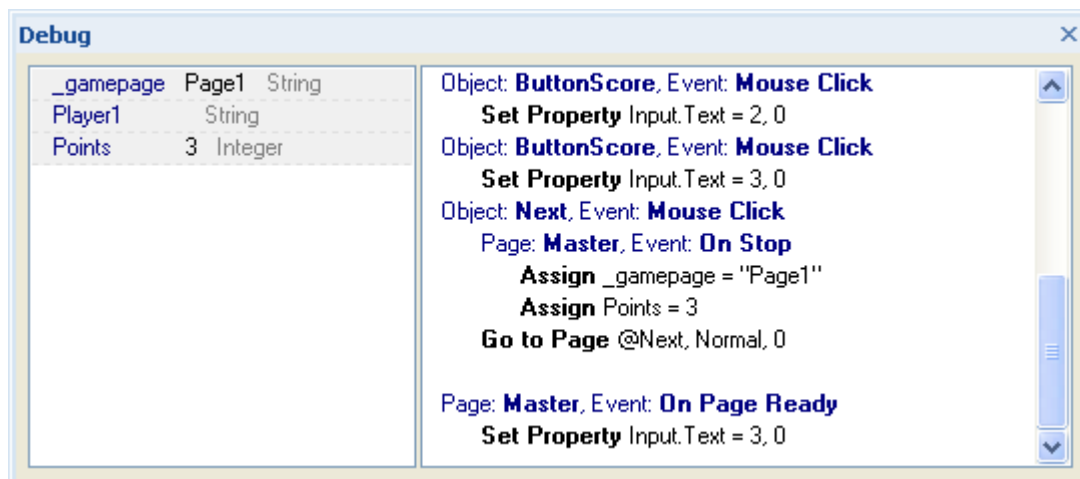 Debug
_gamepage Page1 String
Player1 String
Points 3 Integer
Object: ButtonScore, Event: Mouse Click
Set Property Input.Text = 2, 0
Object: ButtonScore, Event: Mouse Click
Set Property Input.Text = 3, 0
Object: Next, Event: Mouse Click
Page: Master, Event: On Stop
Assign _gamepage = "Page1"
Assign Points = 3
Go to Page @Next, Normal, 0
Page: Master, Event: On Page Ready
Set Property Input.Text = 3, 0